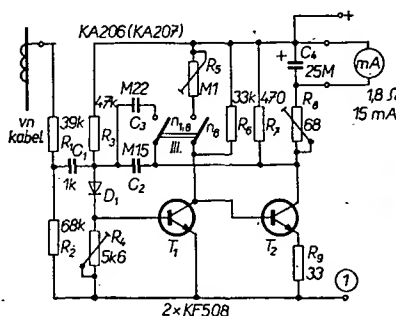 KA206 (KA207)
+
C4
+
25M
mA
1,8 Ω
15 mA
vn
kabel
39k
R1
C1
1k
68k
R2
47k
R3
M22
C3
M15
C2
D1
R4
5k6
R5
M1
n1,8
n8
III.
33k
R6
470
R7
R8
68
T1
T2
R9
33
1
2×KF508